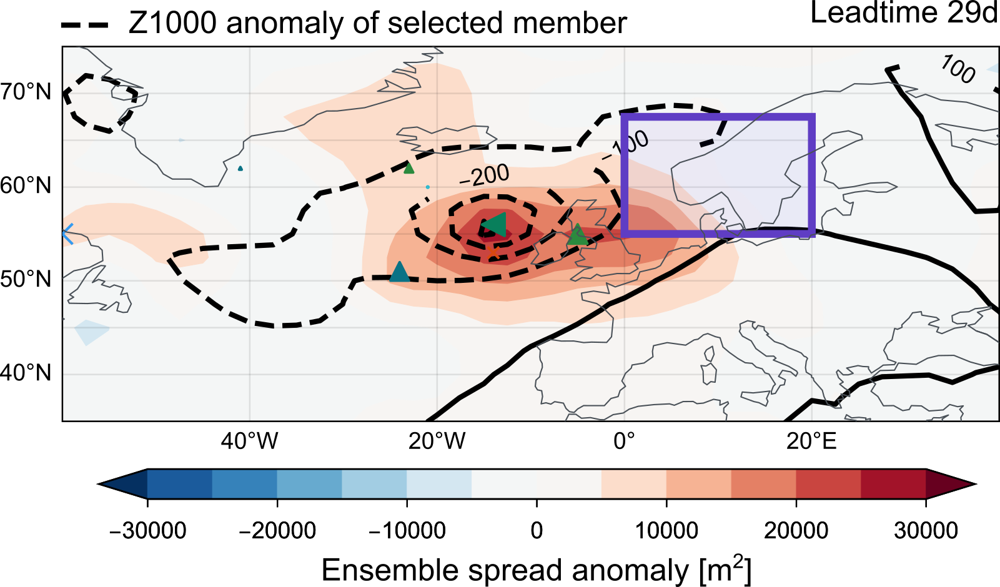 Z1000 anomaly of selected member
Leadtime 29d
70°N
60°N
50°N
40°N
100
−100
−200
40°W
20°W
0°
20°E
−30000
−20000
−10000
0
10000
20000
30000
Ensemble spread anomaly [m²]